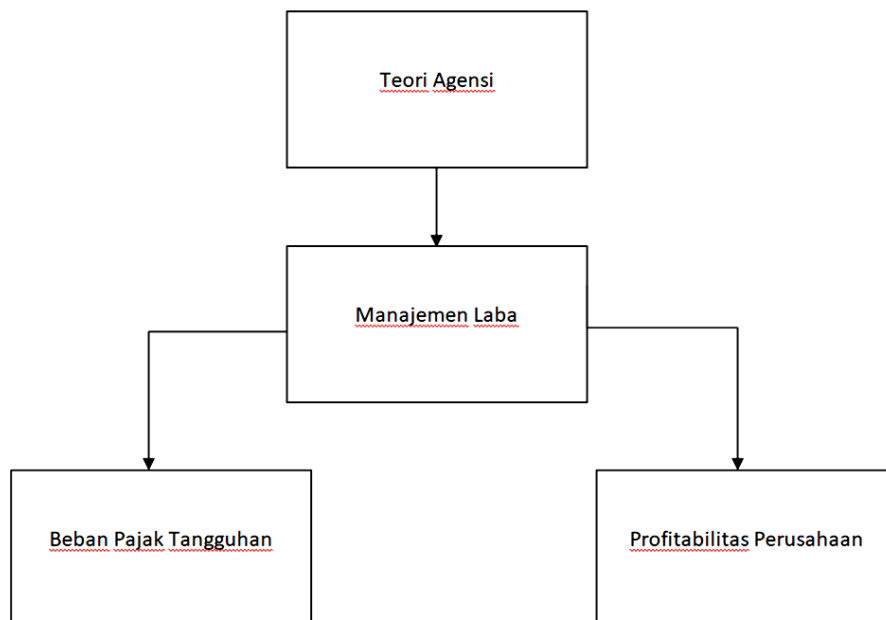 Teori Agensi
Manajemen Laba
Beban Pajak Tangguhan
Profitabilitas Perusahaan